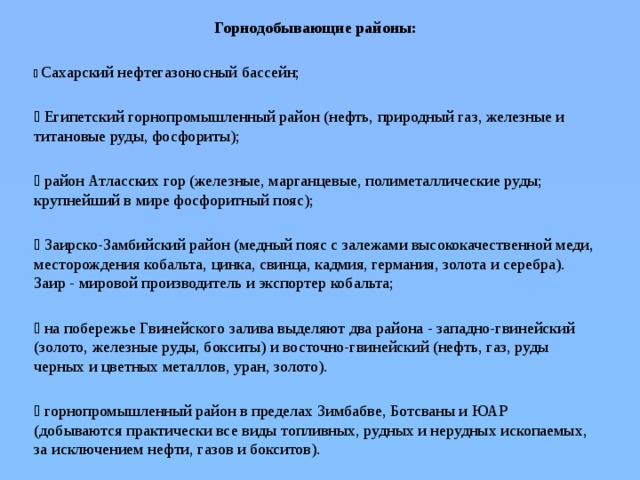 Горнодобывающие районы:
 Сахарский нефтегазоносный бассейн;
 Египетский горнопромышленный район (нефть, природный газ, железные и
титановые руды, фосфориты);
 район Атласских гор (железные, марганцевые, полиметаллические руды;
крупнейший в мире фосфоритный пояс);
 Заирско-Замбийский район (медный пояс с залежами высококачественной меди,
месторождения кобальта, цинка, свинца, кадмия, германия, золота и серебра).
Заир - мировой производитель и экспортер кобальта;
 на побережье Гвинейского залива выделяют два района - западно-гвинейский
(золото, железные руды, бокситы) и восточно-гвинейский (нефть, газ, руды
черных и цветных металлов, уран, золото).
 горнопромышленный район в пределах Зимбабве, Ботсваны и ЮАР
(добываются практически все виды топливных, рудных и нерудных ископаемых,
за исключением нефти, газов и бокситов).